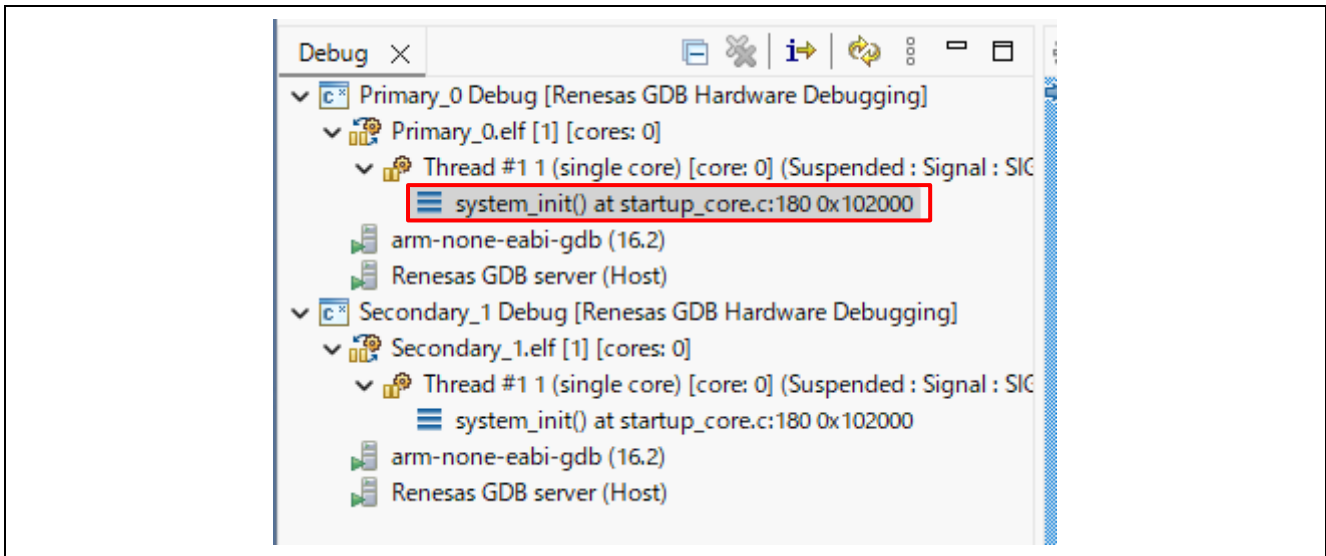 Debug
Primary_0 Debug [Renesas GDB Hardware Debugging]
Primary_0.elf [1] [cores: 0]
Thread #1 1 (single core) [core: 0] (Suspended : Signal : SIG
system_init() at startup_core.c:180 0x102000
arm-none-eabi-gdb (16.2)
Renesas GDB server (Host)
Secondary_1 Debug [Renesas GDB Hardware Debugging]
Secondary_1.elf [1] [cores: 0]
Thread #1 1 (single core) [core: 0] (Suspended : Signal : SIG
system_init() at startup_core.c:180 0x102000
arm-none-eabi-gdb (16.2)
Renesas GDB server (Host)